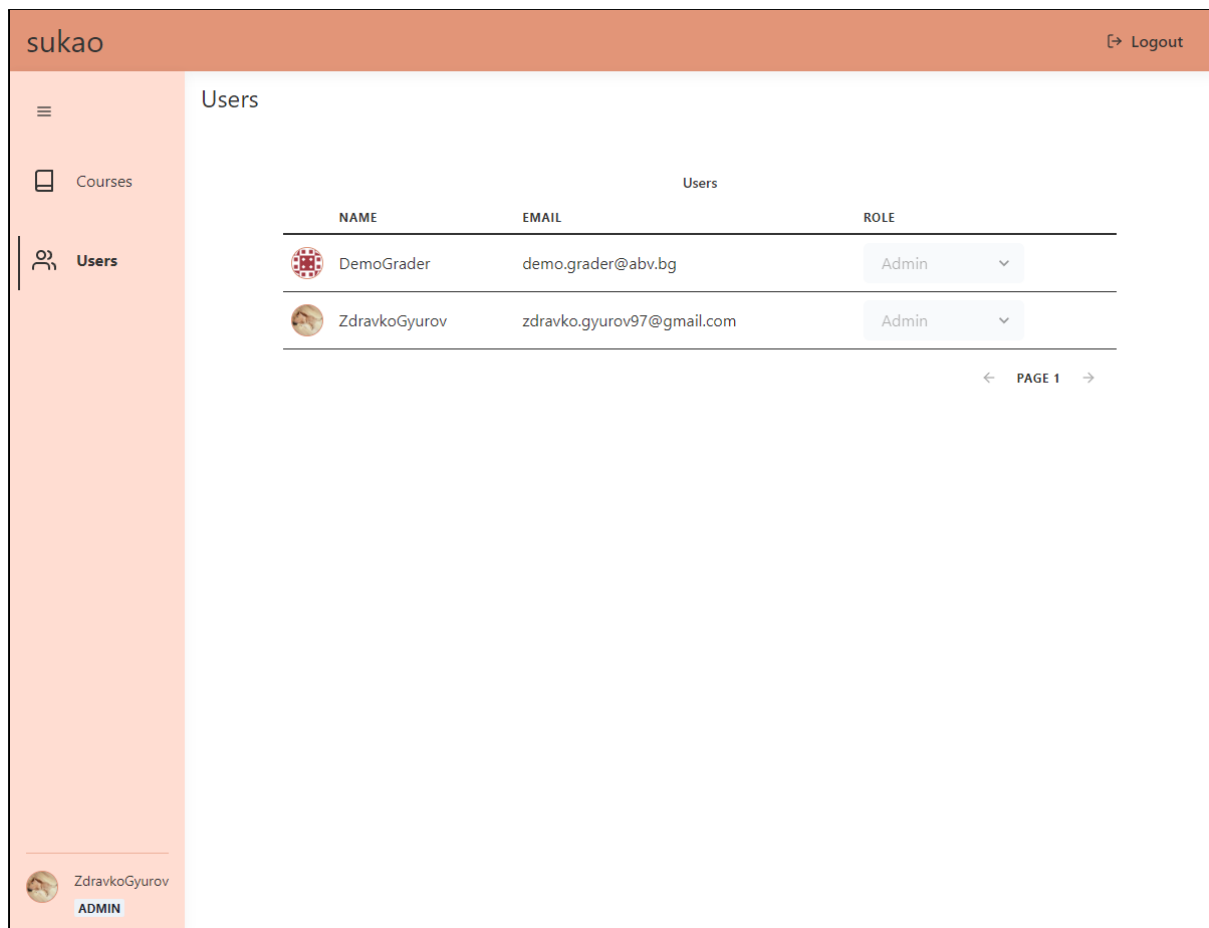 sukao
Logout
Users
Courses
Users
Users
NAME EMAIL ROLE
DemoGrader demo.grader@abv.bg Admin
ZdravkoGyurov zdravko.gyurov97@gmail.com Admin
PAGE 1
ZdravkoGyurov
ADMIN